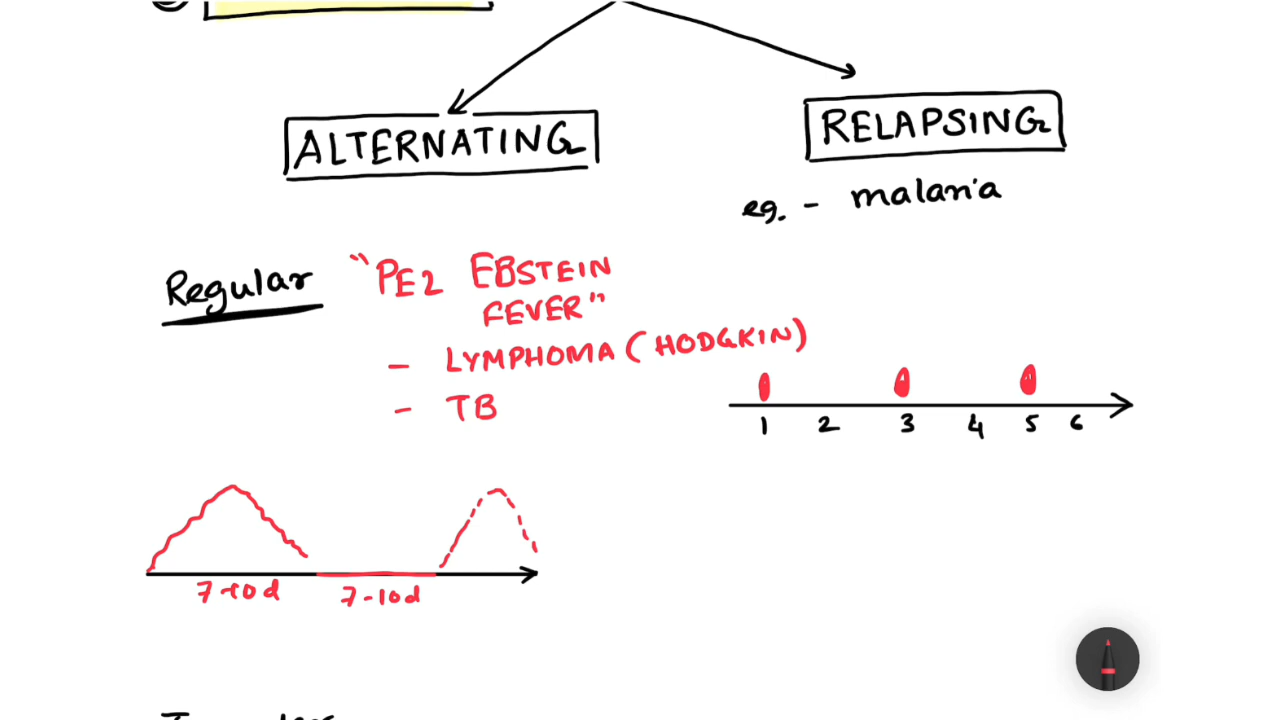 ALTERNATING
RELAPSING
eg. - malaria
Regular
"PEL EBSTEIN
FEVER"
- LYMPHOMA (HODGKIN)
- TB
1 2 3 4 5 6
7-10d
7-10d